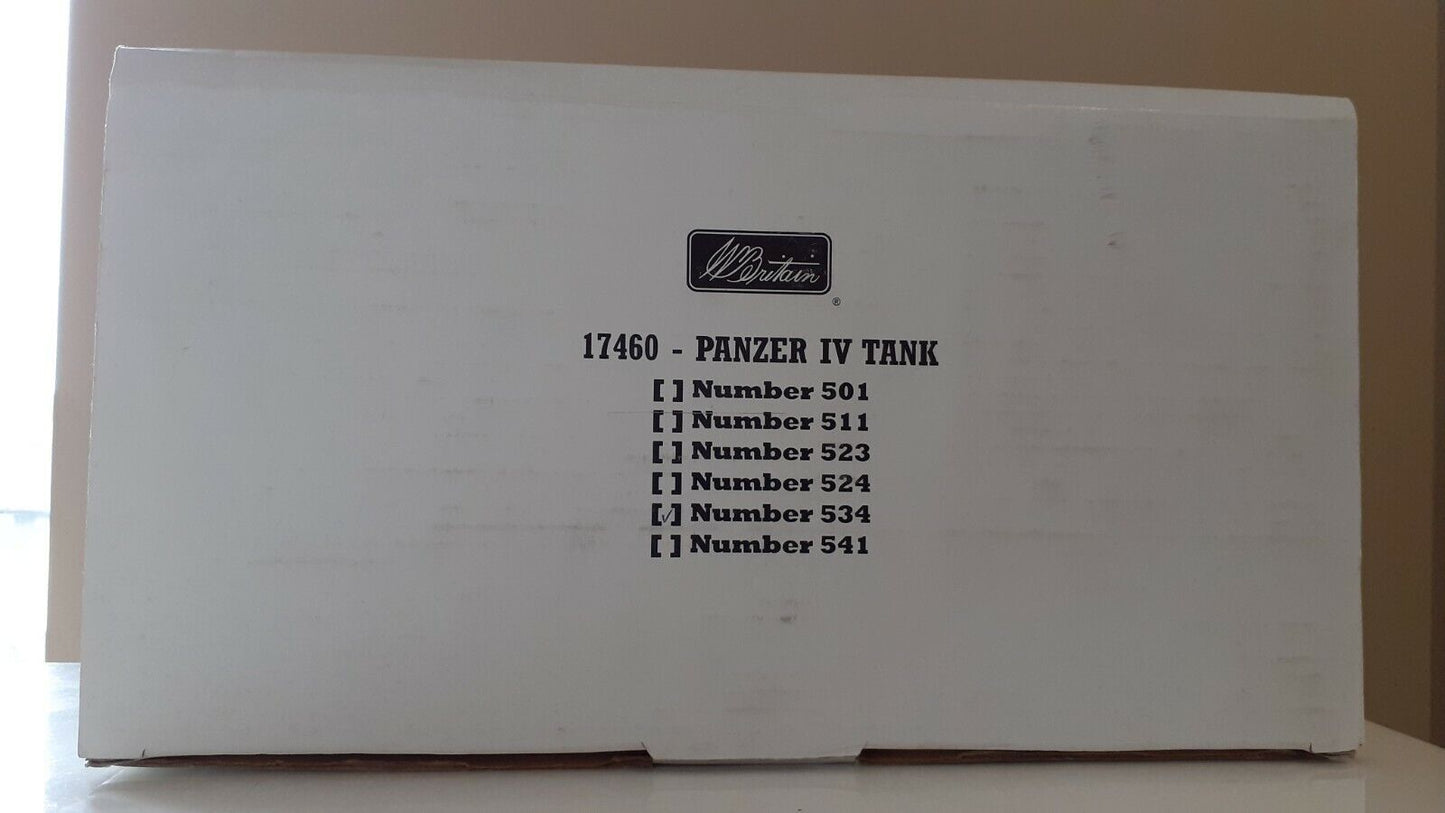 W Britain
®
17460 - PANZER IV TANK
[ ] Number 501
[ ] Number 511
[ ] Number 523
[ ] Number 524
[✓] Number 534
[ ] Number 541